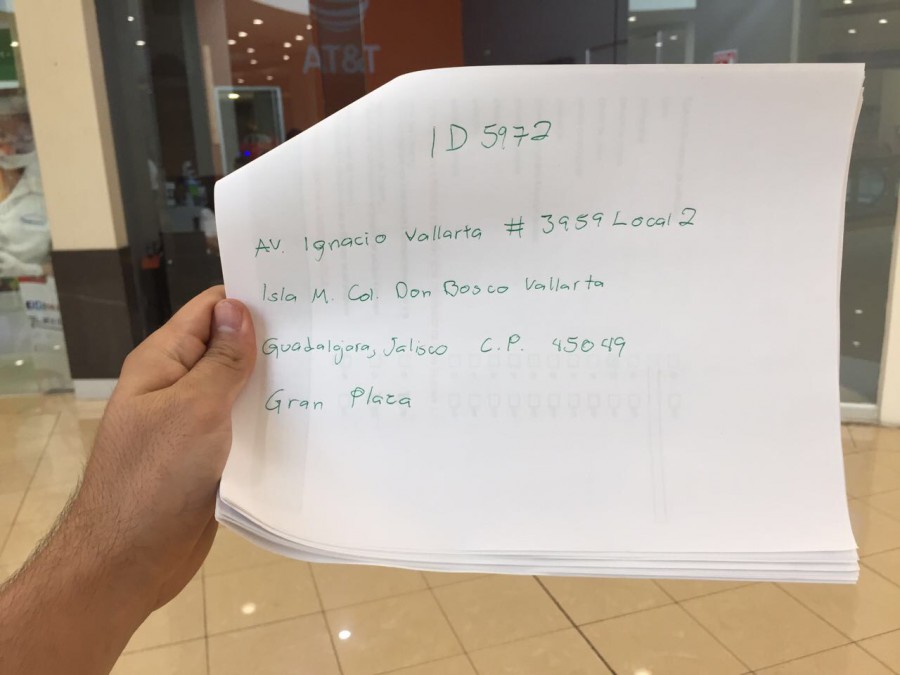 AT&T
ID 5972
AV. Ignacio Vallarta # 3959 Local 2
Isla M. Col. Don Bosco Vallarta
Guadalajara, Jalisco C.P. 45049
Gran Plaza